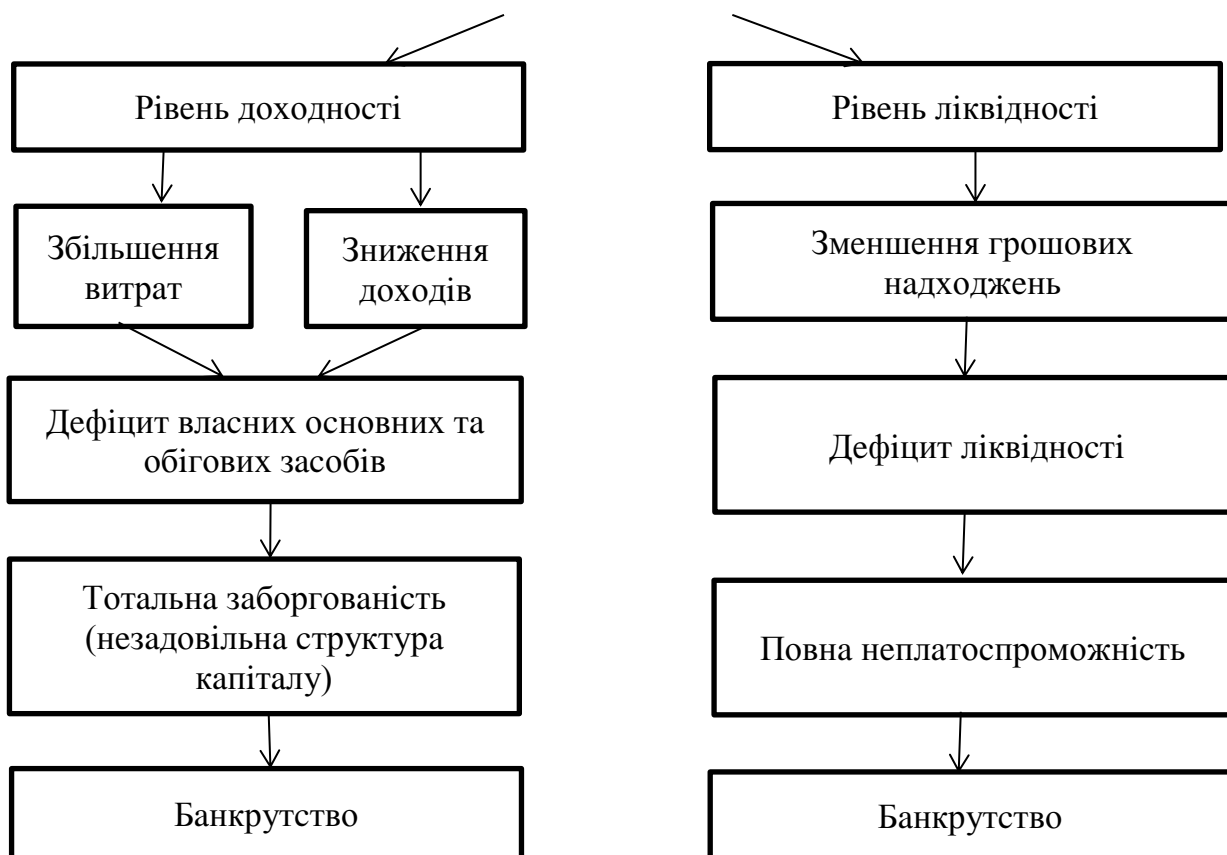 Рівень доходності
Рівень ліквідності
Збільшення
витрат
Зниження
доходів
Зменшення грошових
надходжень
Дефіцит власних основних та
обігових засобів
Дефіцит ліквідності
Тотальна заборгованість
(незадовільна структура
капіталу)
Повна неплатоспроможність
Банкрутство
Банкрутство